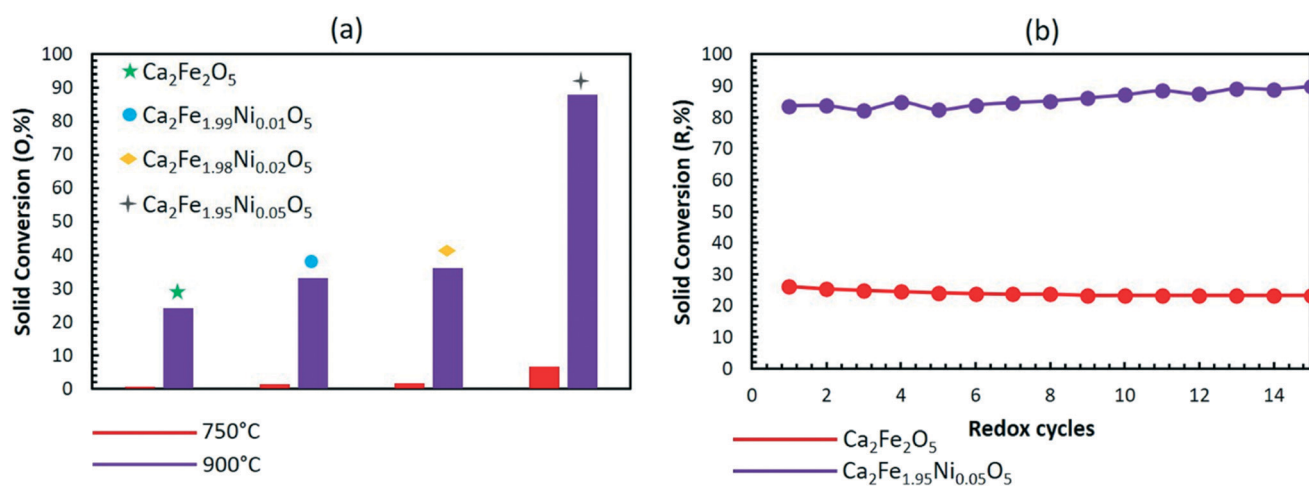 (a)
Solid Conversion (O,%)
100
90
80
70
60
50
40
30
20
10
0
Ca₂Fe₂O₅
Ca₂Fe₁.₉₉Ni₀.₀₁O₅
Ca₂Fe₁.₉₈Ni₀.₀₂O₅
Ca₂Fe₁.₉₅Ni₀.₀₅O₅
750°C
900°C
(b)
Solid Conversion (R,%)
100
90
80
70
60
50
40
30
20
10
0
0 2 4 6 8 10 12 14
Redox cycles
Ca₂Fe₂O₅
Ca₂Fe₁.₉₅Ni₀.₀₅O₅